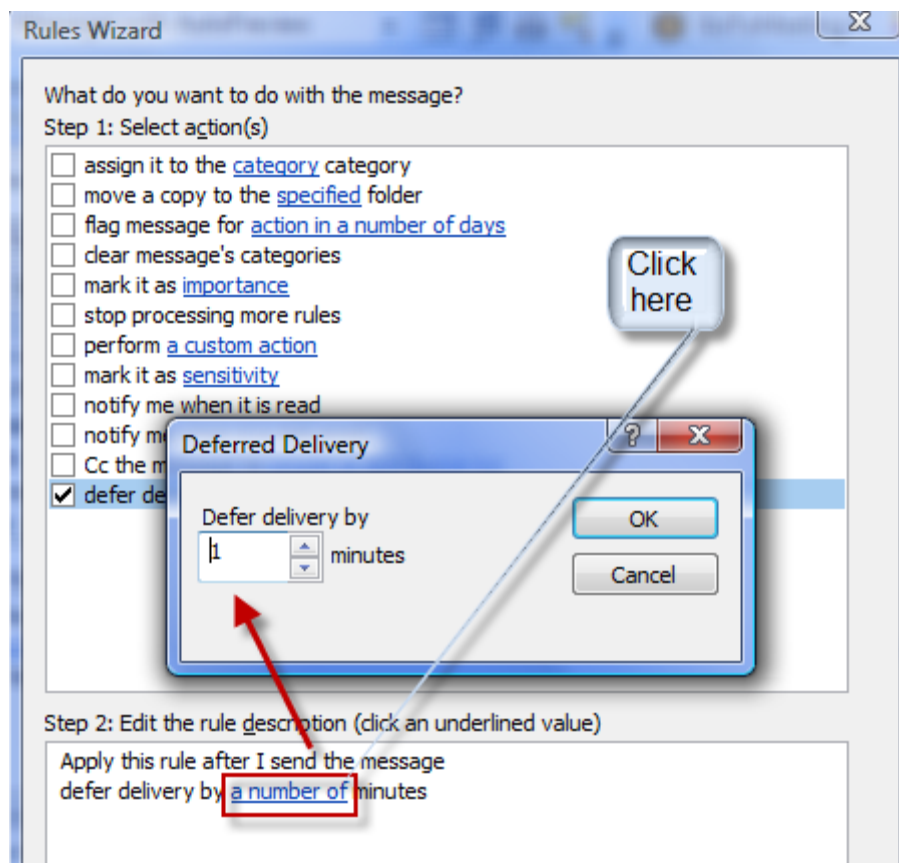 Rules Wizard
What do you want to do with the message?
Step 1: Select action(s)
assign it to the category category
move a copy to the specified folder
flag message for action in a number of days
clear message's categories
mark it as importance
stop processing more rules
perform a custom action
mark it as sensitivity
notify me when it is read
notify me
Cc the m
defer de
Click
here
Deferred Delivery
Defer delivery by
1 minutes
OK
Cancel
Step 2: Edit the rule description (click an underlined value)
Apply this rule after I send the message
defer delivery by a number of minutes